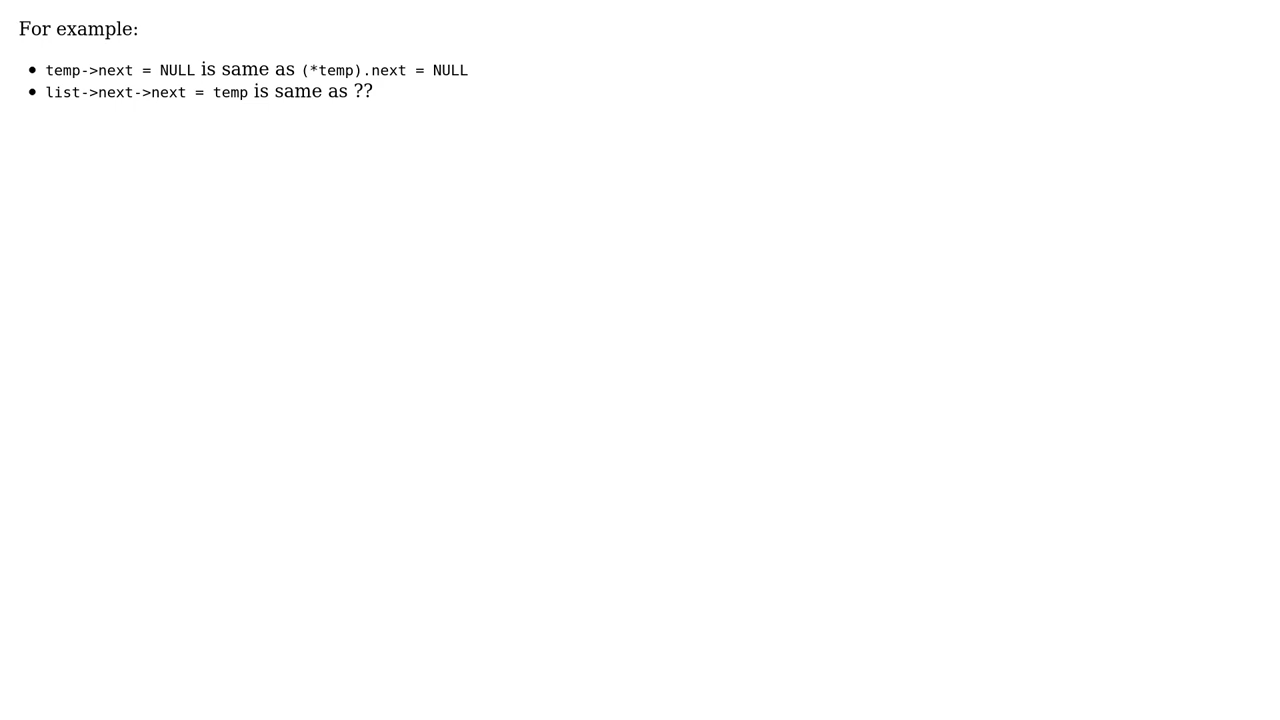 For example:
• temp->next = NULL is same as (*temp).next = NULL
• list->next->next = temp is same as ??